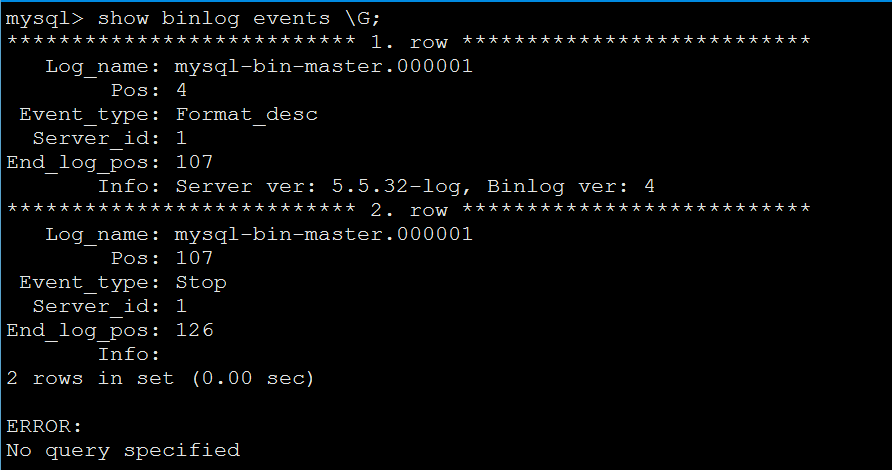 mysql> show binlog events \G;
*************************** 1. row ***************************
   Log_name: mysql-bin-master.000001
        Pos: 4
 Event_type: Format_desc
  Server_id: 1
End_log_pos: 107
       Info: Server ver: 5.5.32-log, Binlog ver: 4
*************************** 2. row ***************************
   Log_name: mysql-bin-master.000001
        Pos: 107
 Event_type: Stop
  Server_id: 1
End_log_pos: 126
       Info:
2 rows in set (0.00 sec)

ERROR:
No query specified